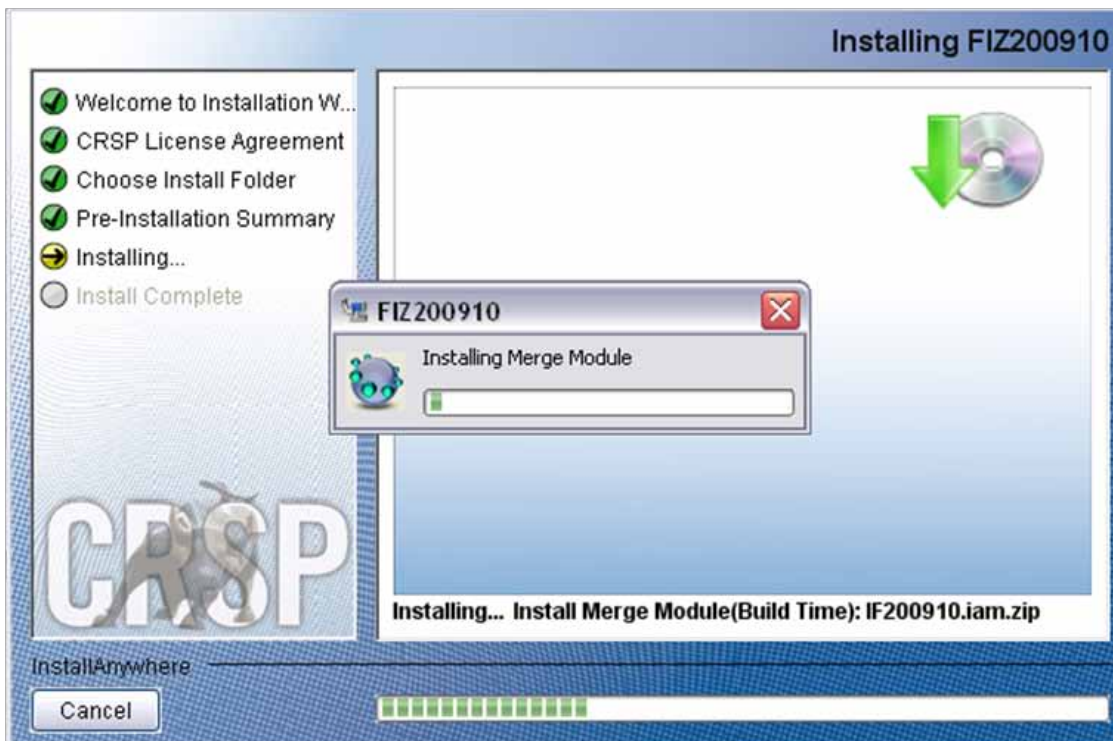 Installing FIZ200910
Welcome to Installation W...
CRSP License Agreement
Choose Install Folder
Pre-Installation Summary
Installing...
Install Complete
FIZ200910
Installing Merge Module
CRSP
Installing... Install Merge Module(Build Time): IF200910.iam.zip
InstallAnywhere
Cancel